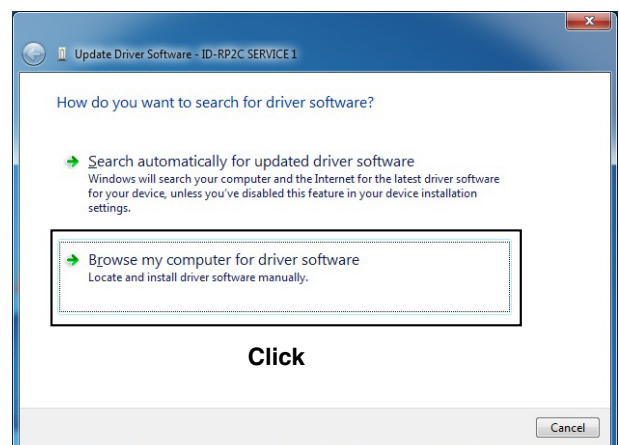 Update Driver Software - ID-RP2C SERVICE 1
How do you want to search for driver software?
Search automatically for updated driver software
Windows will search your computer and the Internet for the latest driver software
for your device, unless you've disabled this feature in your device installation
settings.
Browse my computer for driver software
Locate and install driver software manually.
Click
Cancel